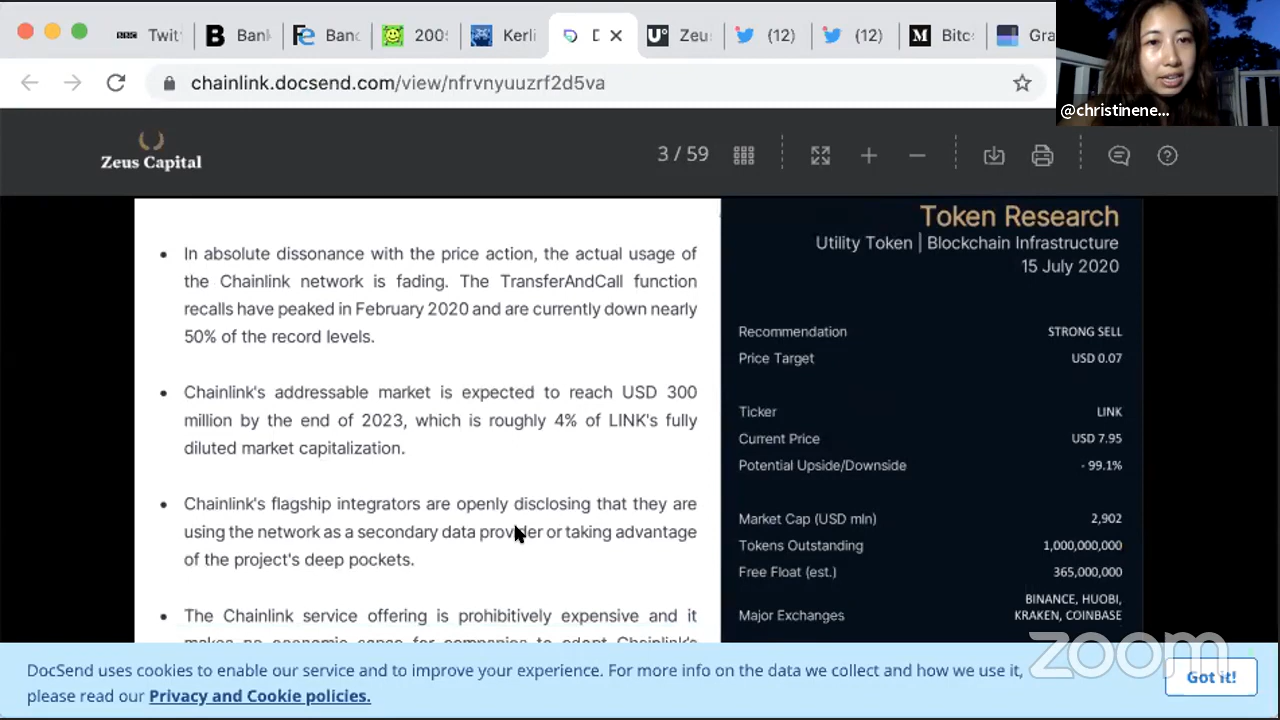 Twit
Bank
Banc
200
Kerli
D
Zeu
(12)
(12)
Bitc
Gra
chainlink.docsend.com/view/nfrvnyuuzrf2d5va
@christinene...
Zeus Capital
3 / 59
In absolute dissonance with the price action, the actual usage of
the Chainlink network is fading. The TransferAndCall function
recalls have peaked in February 2020 and are currently down nearly
50% of the record levels.
Chainlink's addressable market is expected to reach USD 300
million by the end of 2023, which is roughly 4% of LINK's fully
diluted market capitalization.
Chainlink's flagship integrators are openly disclosing that they are
using the network as a secondary data provider or taking advantage
of the project's deep pockets.
The Chainlink service offering is prohibitively expensive and it
makes no economic sense for companies to adopt Chainlink's
Token Research
Utility Token | Blockchain Infrastructure
15 July 2020
Recommendation STRONG SELL
Price Target USD 0.07
Ticker LINK
Current Price USD 7.95
Potential Upside/Downside - 99.1%
Market Cap (USD mln) 2,902
Tokens Outstanding 1,000,000,000
Free Float (est.) 365,000,000
Major Exchanges BINANCE, HUOBI,
KRAKEN, COINBASE
zoom
DocSend uses cookies to enable our service and to improve your experience. For more info on the data we collect and how we use it,
please read our Privacy and Cookie policies.
Got it!